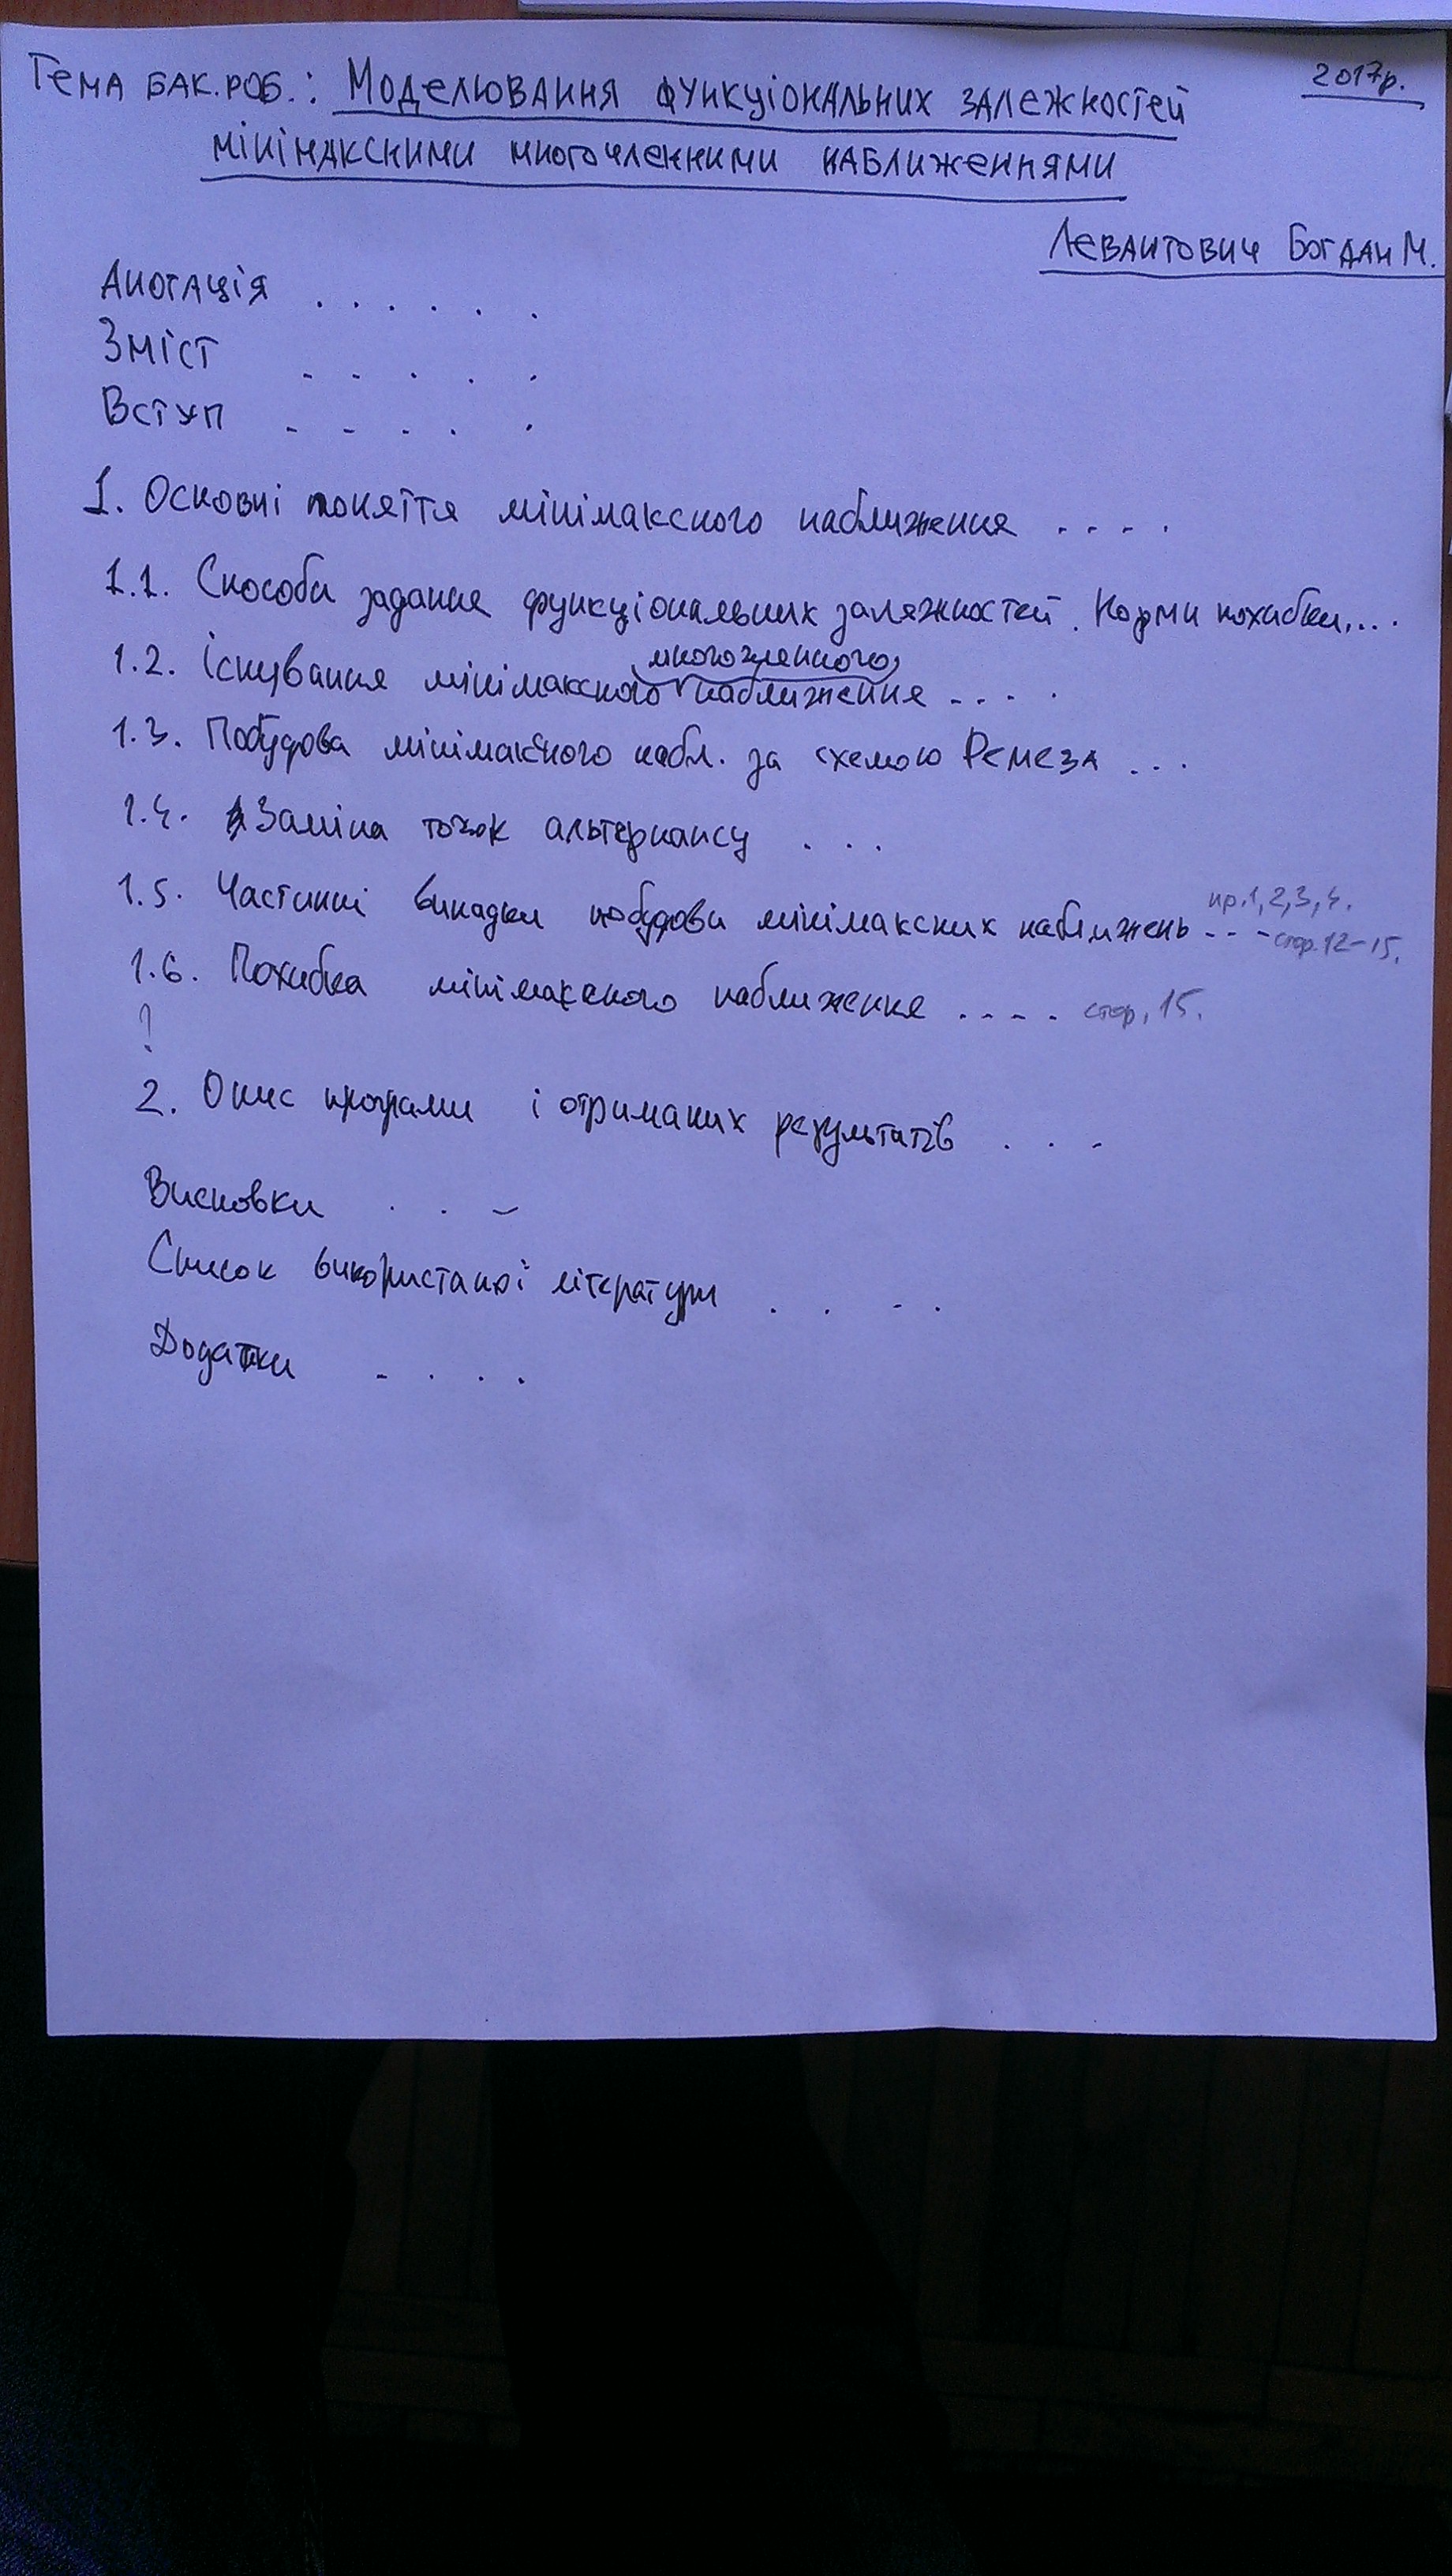 Тема бак.роб.: Моделювання функціональних залежностей 2017р.
мінімаксними многочленними наближеннями
Левантович Богдан М.
Анотація . . . . . .
Зміст . . . . .
Вступ . . . . .
1. Основні поняття мінімаксного наближення . . . .
1.1. Способи задання функціональних залежностей. Норми похибки....
1.2. Існування мінімаксного многочленного наближення . . . .
1.3. Побудова мінімаксного набл. за схемою Ремеза . . .
1.4. Заміна точок альтернансу . . .
1.5. Частинні випадки побудови мінімаксних наближень - - - пр.1,2,3,4. стор.12-15.
1.6. Похибка мінімаксного наближення . . . . стор. 15.
?
2. Опис програми і отриманих результатів . . .
Висновки . . .
Список використаної літератури . . . .
Додатки . . . .